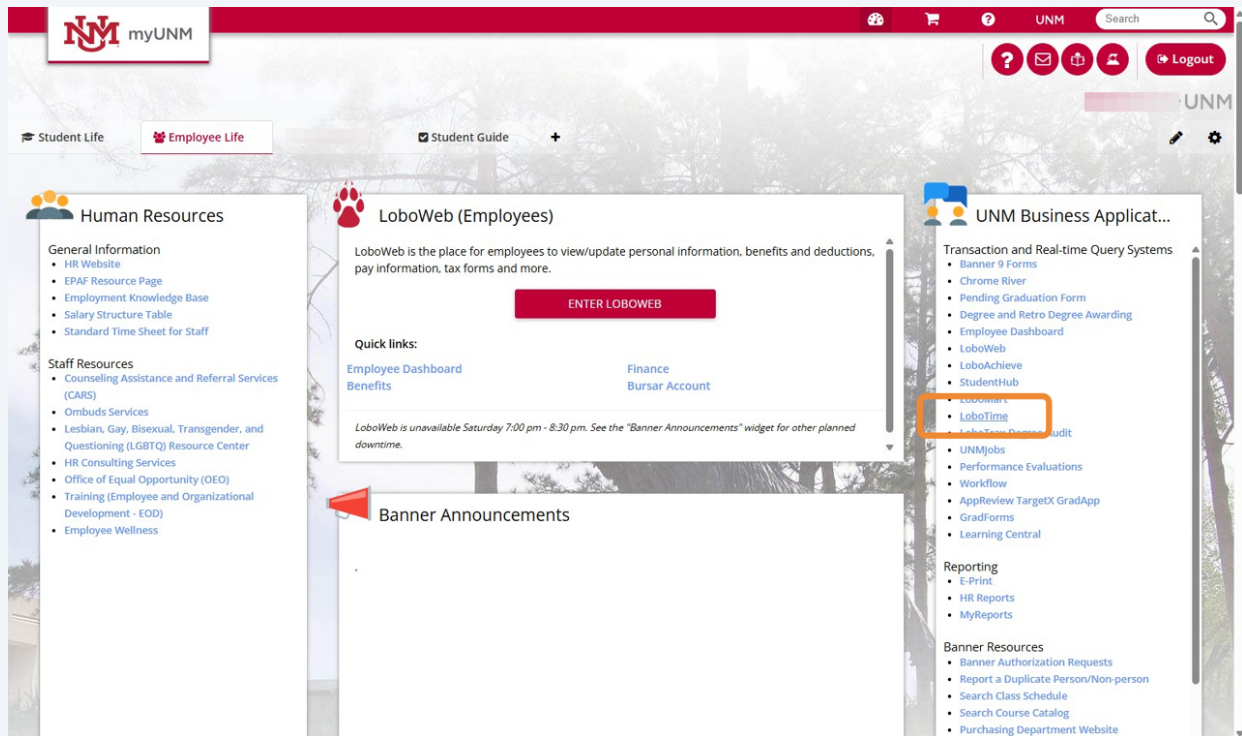 myUNM
UNM
Search
Logout
UNM
Student Life
Employee Life
Student Guide
Human Resources
General Information
HR Website
EPAF Resource Page
Employment Knowledge Base
Salary Structure Table
Standard Time Sheet for Staff
Staff Resources
Counseling Assistance and Referral Services
(CARS)
Ombuds Services
Lesbian, Gay, Bisexual, Transgender, and
Questioning (LGBTQ) Resource Center
HR Consulting Services
Office of Equal Opportunity (OEO)
Training (Employee and Organizational
Development - EOD)
Employee Wellness
LoboWeb (Employees)
LoboWeb is the place for employees to view/update personal information, benefits and deductions,
pay information, tax forms and more.
ENTER LOBOWEB
Quick links:
Employee Dashboard Finance
Benefits Bursar Account
LoboWeb is unavailable Saturday 7:00 pm - 8:30 pm. See the "Banner Announcements" widget for other planned
downtime.
Banner Announcements
.
UNM Business Applicat...
Transaction and Real-time Query Systems
Banner 9 Forms
Chrome River
Pending Graduation Form
Degree and Retro Degree Awarding
Employee Dashboard
LoboWeb
LoboAchieve
StudentHub
LoboMart
LoboTime
LoboTrax Degree Audit
UNMJobs
Performance Evaluations
Workflow
AppReview TargetX GradApp
GradForms
Learning Central
Reporting
E-Print
HR Reports
MyReports
Banner Resources
Banner Authorization Requests
Report a Duplicate Person/Non-person
Search Class Schedule
Search Course Catalog
Purchasing Department Website